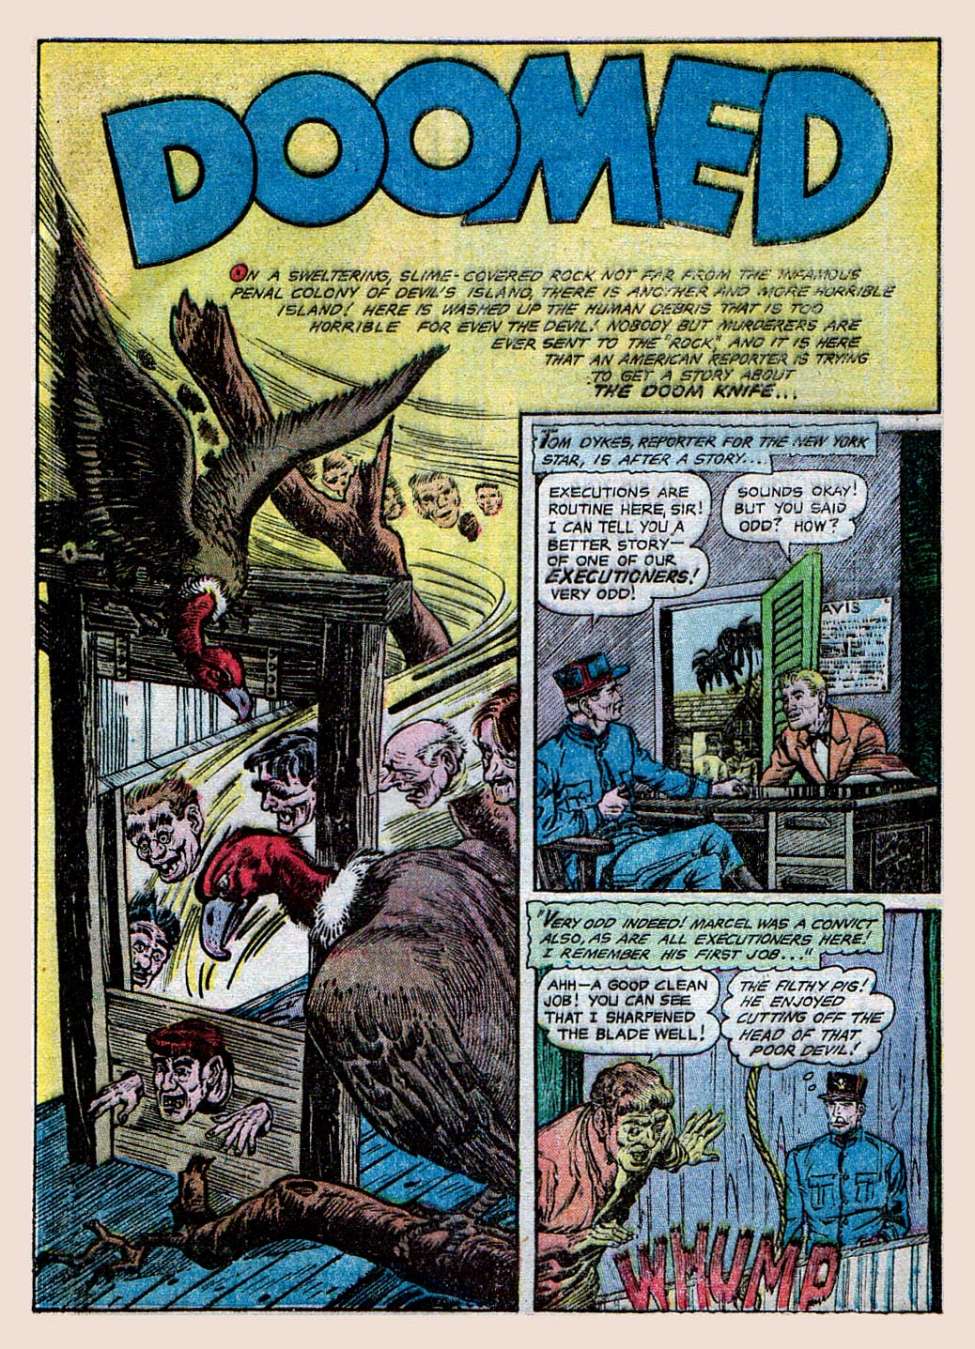 DOOMED
ON A SWELTERING, SLIME-COVERED ROCK NOT FAR FROM THE INFAMOUS
PENAL COLONY OF DEVIL'S ISLAND, THERE IS ANOTHER AND MORE HORRIBLE
ISLAND! HERE IS WASHED UP THE HUMAN DEBRIS THAT IS TOO
HORRIBLE FOR EVEN THE DEVIL! NOBODY BUT MURDERERS ARE
EVER SENT TO THE "ROCK," AND IT IS HERE
THAT AN AMERICAN REPORTER IS TRYING
TO GET A STORY ABOUT
THE DOOM KNIFE...
TOM DYKES, REPORTER FOR THE NEW YORK
STAR, IS AFTER A STORY...
EXECUTIONS ARE
ROUTINE HERE, SIR!
I CAN TELL YOU A
BETTER STORY—
OF ONE OF OUR
EXECUTIONERS!
VERY ODD!
SOUNDS OKAY!
BUT YOU SAID
ODD? HOW?
AVIS
"VERY ODD INDEED! MARCEL WAS A CONVICT
ALSO, AS ARE ALL EXECUTIONERS HERE!
I REMEMBER HIS FIRST JOB..."
AHH—A GOOD CLEAN
JOB! YOU CAN SEE
THAT I SHARPENED
THE BLADE WELL!
THE FILTHY PIG!
HE ENJOYED
CUTTING OFF THE
HEAD OF THAT
POOR DEVIL!
WHUMP